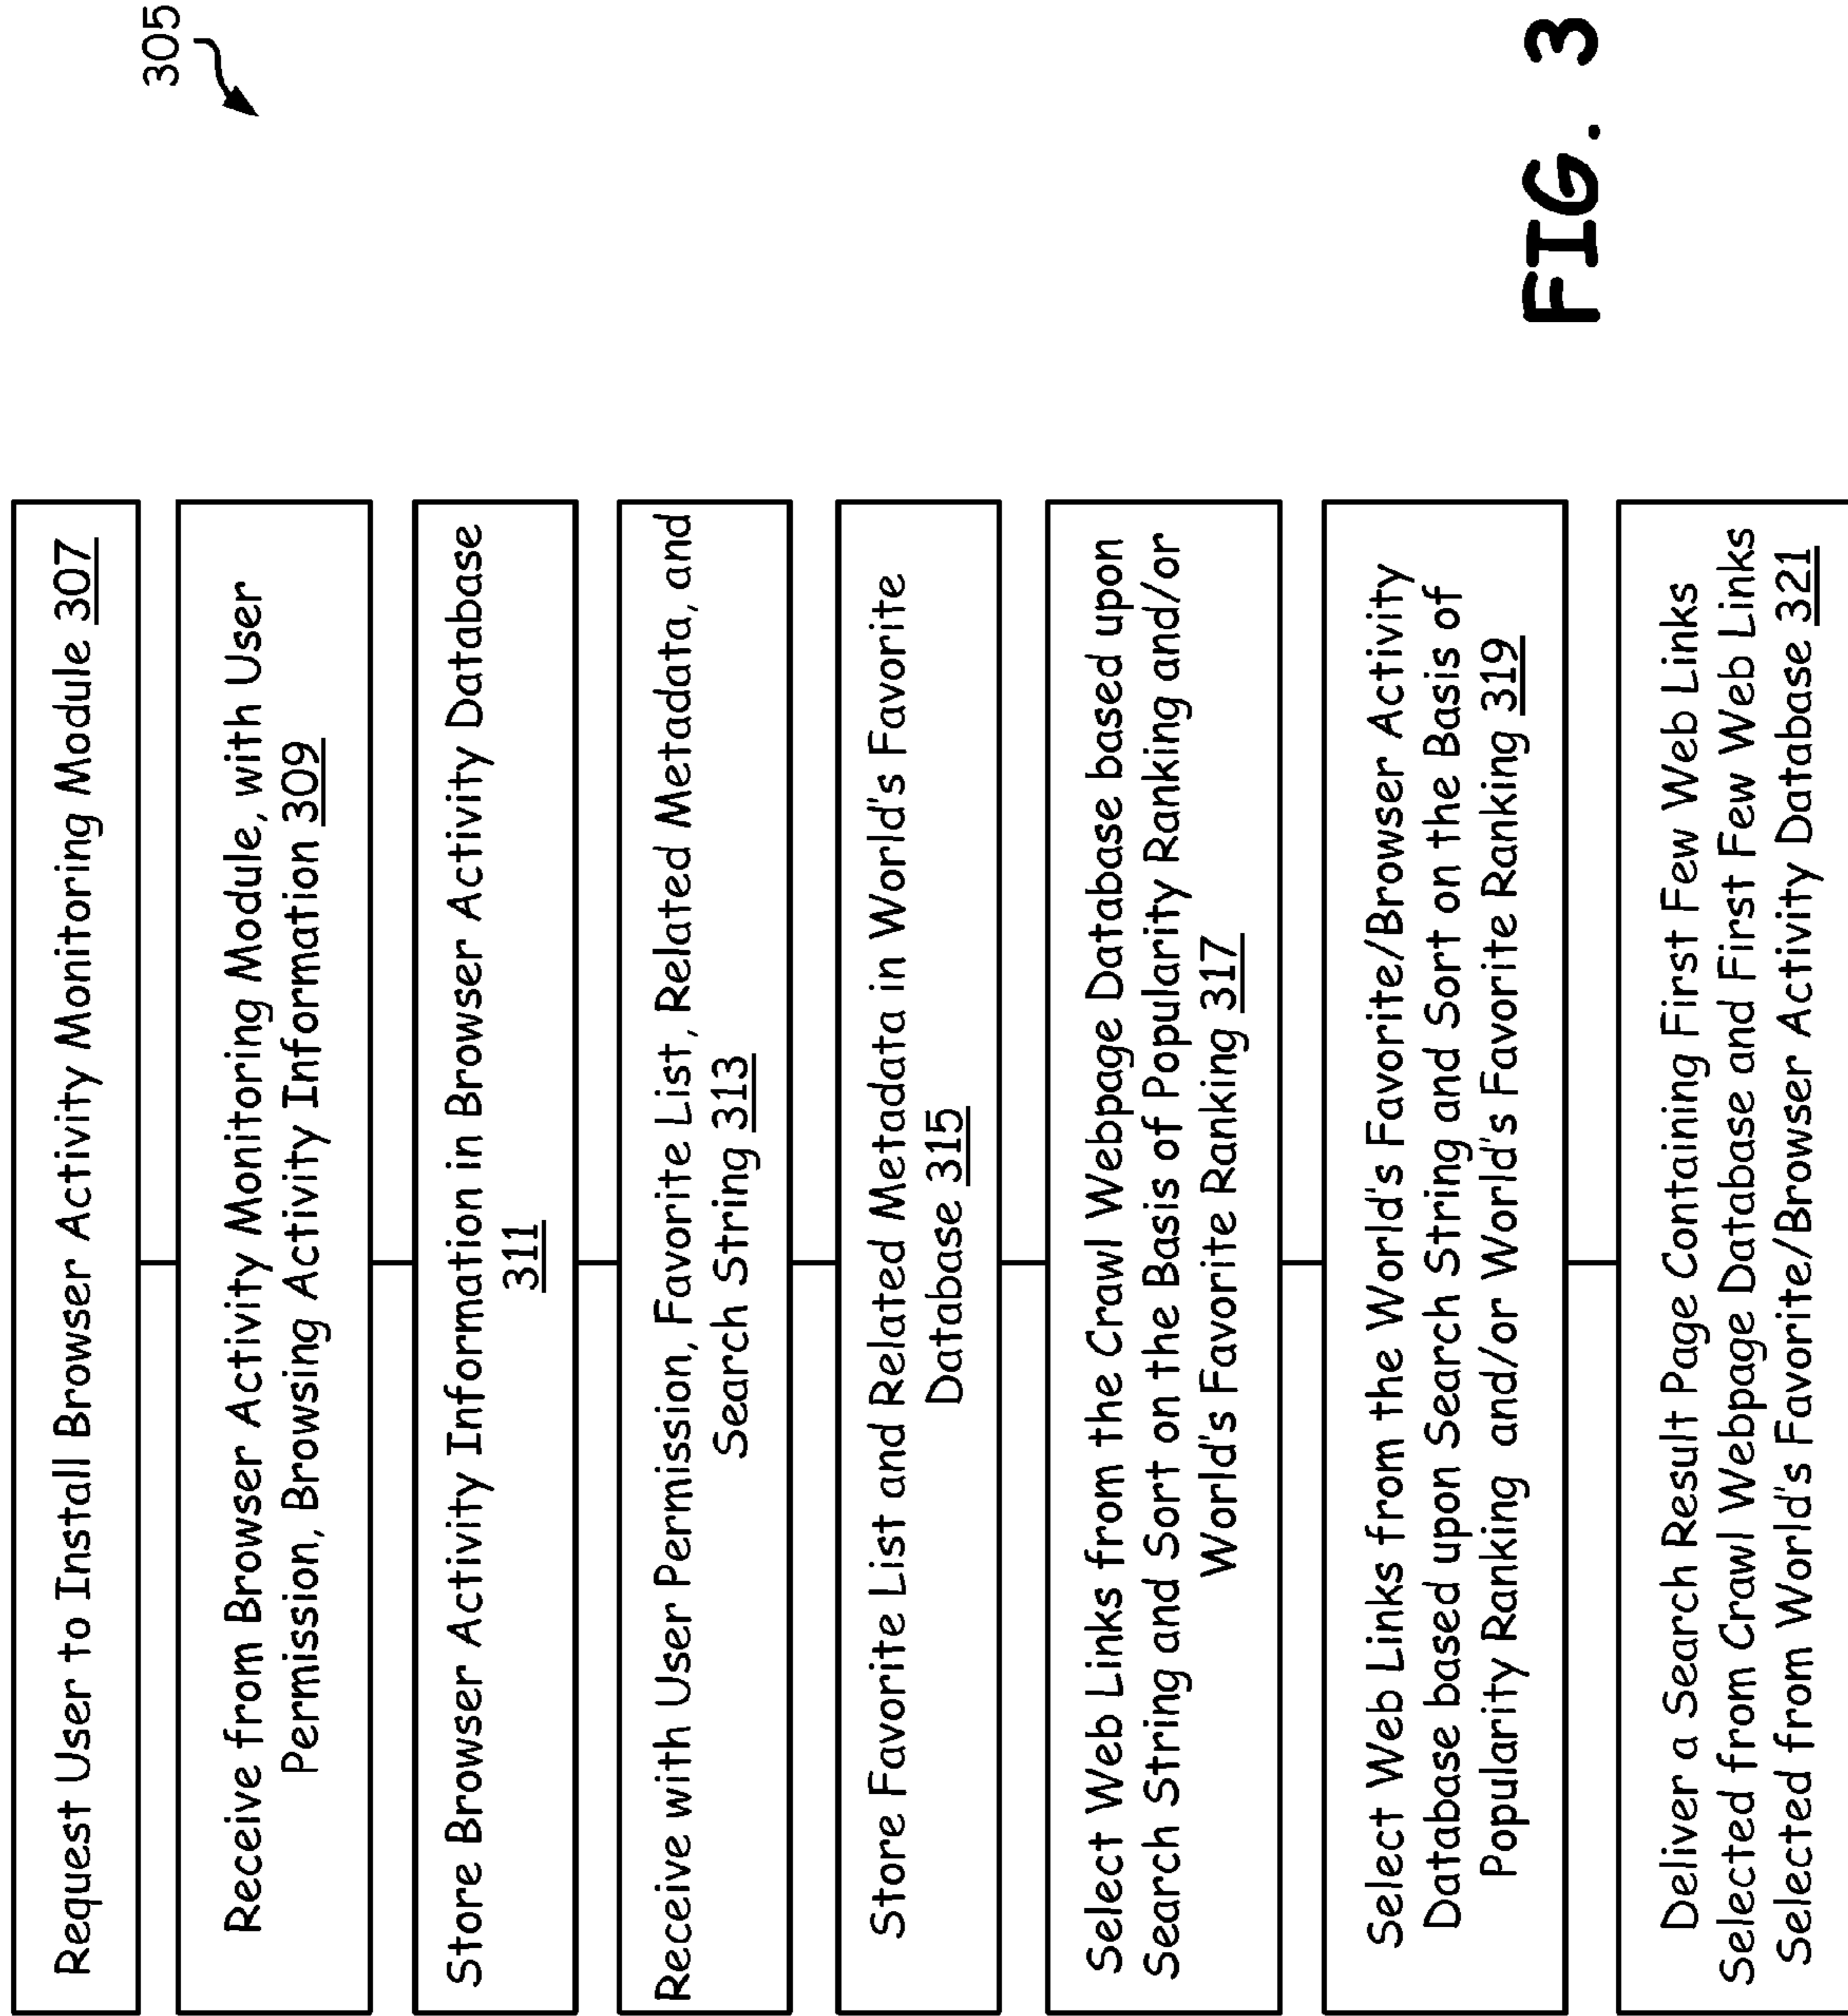 305
Request User to Install Browser Activity Monitoring Module 307
Receive from Browser Activity Monitoring Module, with User
Permission, Browsing Activity Information 309
Store Browser Activity Information in Browser Activity Database
311
Receive with User Permission, Favorite List, Related Metadata, and
Search String 313
Store Favorite List and Related Metadata in World's Favorite
Database 315
Select Web Links from the Crawl Webpage Database based upon
Search String and Sort on the Basis of Popularity Ranking and/or
World's Favorite Ranking 317
Select Web Links from the World's Favorite/Browser Activity
Database based upon Search String and Sort on the Basis of
Popularity Ranking and/or World's Favorite Ranking 319
Deliver a Search Result Page Containing First Few Web Links
Selected from Crawl Webpage Database and First Few Web Links
Selected from World's Favorite/Browser Activity Database 321
FIG. 3